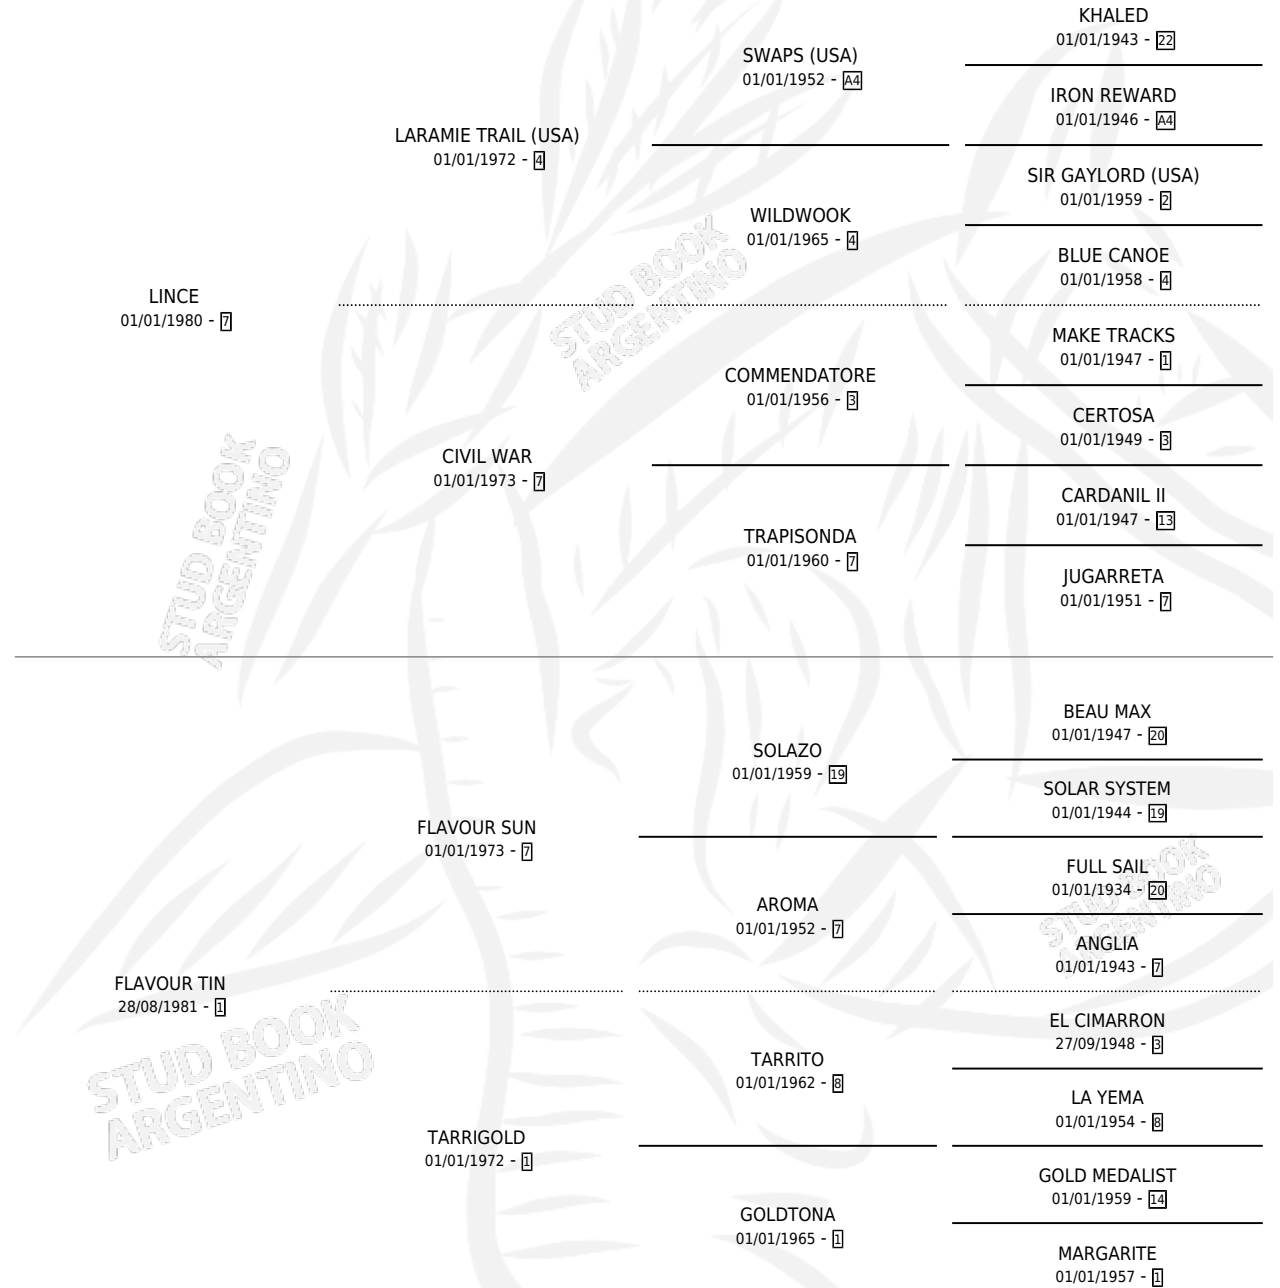 KHALED
01/01/1943 - 22
SWAPS (USA)
01/01/1952 - A4
IRON REWARD
01/01/1946 - A4
LARAMIE TRAIL (USA)
01/01/1972 - 4
SIR GAYLORD (USA)
01/01/1959 - 2
WILDWOOK
01/01/1965 - 4
BLUE CANOE
01/01/1958 - 4
LINCE
01/01/1980 - 7
MAKE TRACKS
01/01/1947 - 1
COMMENDATORE
01/01/1956 - 3
CERTOSA
01/01/1949 - 3
CIVIL WAR
01/01/1973 - 7
CARDANIL II
01/01/1947 - 13
TRAPISONDA
01/01/1960 - 7
JUGARRETA
01/01/1951 - 7
BEAU MAX
01/01/1947 - 20
SOLAZO
01/01/1959 - 19
SOLAR SYSTEM
01/01/1944 - 19
FLAVOUR SUN
01/01/1973 - 7
FULL SAIL
01/01/1934 - 20
AROMA
01/01/1952 - 7
ANGLIA
01/01/1943 - 7
FLAVOUR TIN
28/08/1981 - 1
EL CIMARRON
27/09/1948 - 3
TARRITO
01/01/1962 - 8
LA YEMA
01/01/1954 - 8
TARRIGOLD
01/01/1972 - 1
GOLD MEDALIST
01/01/1959 - 14
GOLDTONA
01/01/1965 - 1
MARGARITE
01/01/1957 - 1
STUD BOOK
ARGENTINO
STUD BOOK
ARGENTINO
STUD BOOK
ARGENTINO
STUD BOOK
ARGENTINO